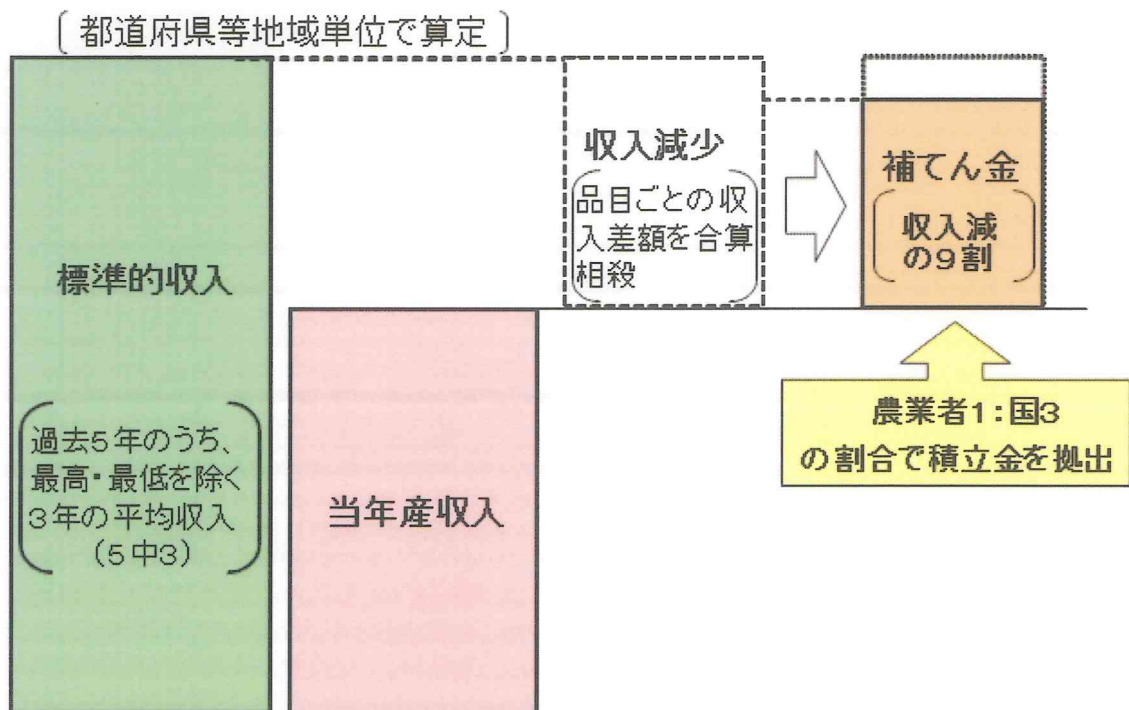 〔都道府県等地域単位で算定〕
標準的収入
過去5年のうち、
最高・最低を除く
3年の平均収入
(5中3)
当年産収入
収入減少
品目ごとの収
入差額を合算
相殺
補てん金
収入減
の9割
農業者1:国3
の割合で積立金を拠出